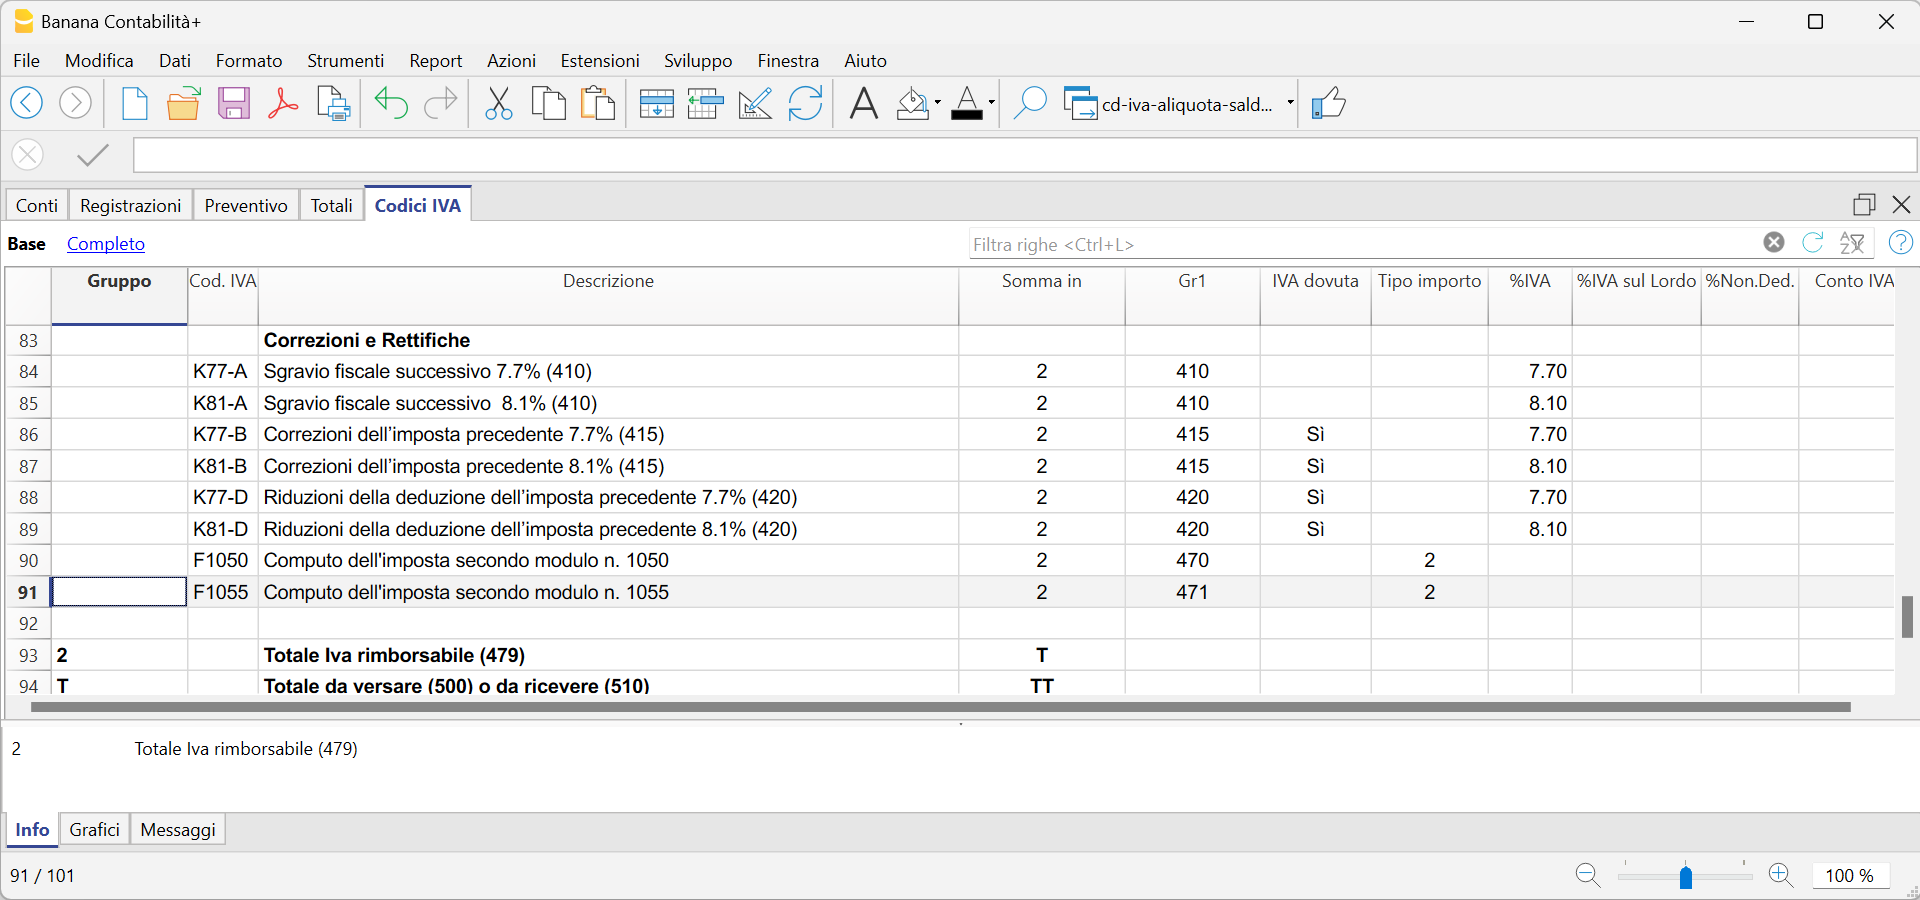 Banana Contabilità+
File Modifica Dati Formato Strumenti Report Azioni Estensioni Sviluppo Finestra Aiuto
cd-iva-aliquota-sald...
Conti Registrazioni Preventivo Totali Codici IVA
Base Completo Filtra righe <Ctrl+L>
Gruppo Cod. IVA Descrizione Somma in Gr1 IVA dovuta Tipo importo %IVA %IVA sul Lordo %Non.Ded. Conto IVA
83 Correzioni e Rettifiche
84 K77-A Sgravio fiscale successivo 7.7% (410) 2 410 7.70
85 K81-A Sgravio fiscale successivo 8.1% (410) 2 410 8.10
86 K77-B Correzioni dell'imposta precedente 7.7% (415) 2 415 Sì 7.70
87 K81-B Correzioni dell'imposta precedente 8.1% (415) 2 415 Sì 8.10
88 K77-D Riduzioni della deduzione dell'imposta precedente 7.7% (420) 2 420 Sì 7.70
89 K81-D Riduzioni della deduzione dell'imposta precedente 8.1% (420) 2 420 Sì 8.10
90 F1050 Computo dell'imposta secondo modulo n. 1050 2 470 2
91 F1055 Computo dell'imposta secondo modulo n. 1055 2 471 2
92
93 2 Totale Iva rimborsabile (479) T
94 T Totale da versare (500) o da ricevere (510) TT
2 Totale Iva rimborsabile (479)
Info Grafici Messaggi
91 / 101 100 %